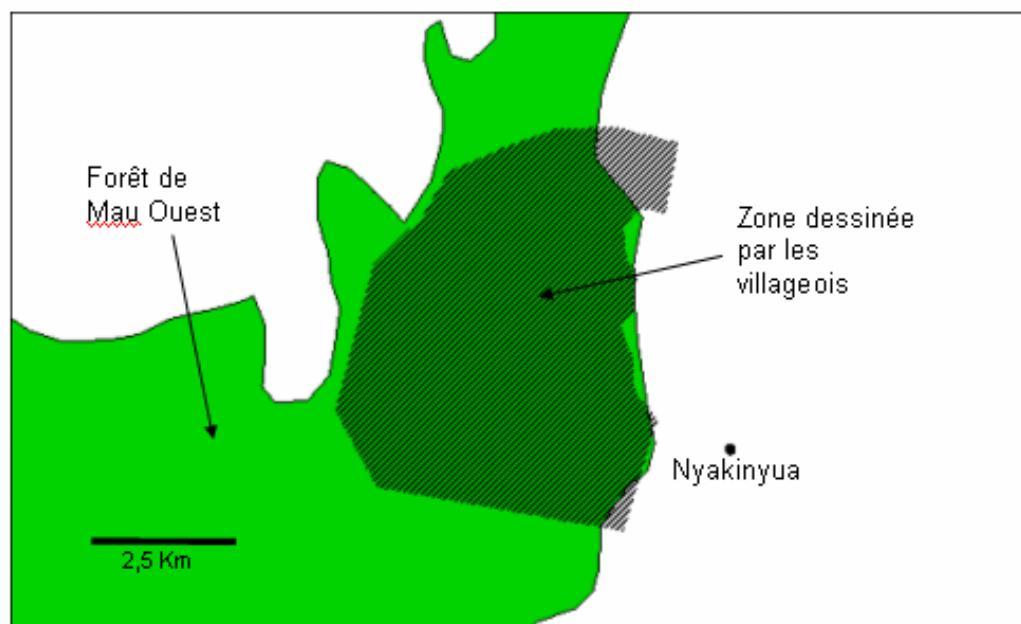 Forêt de
Mau Ouest
Zone dessinée
par les
villageois
Nyakinyua
2,5 Km